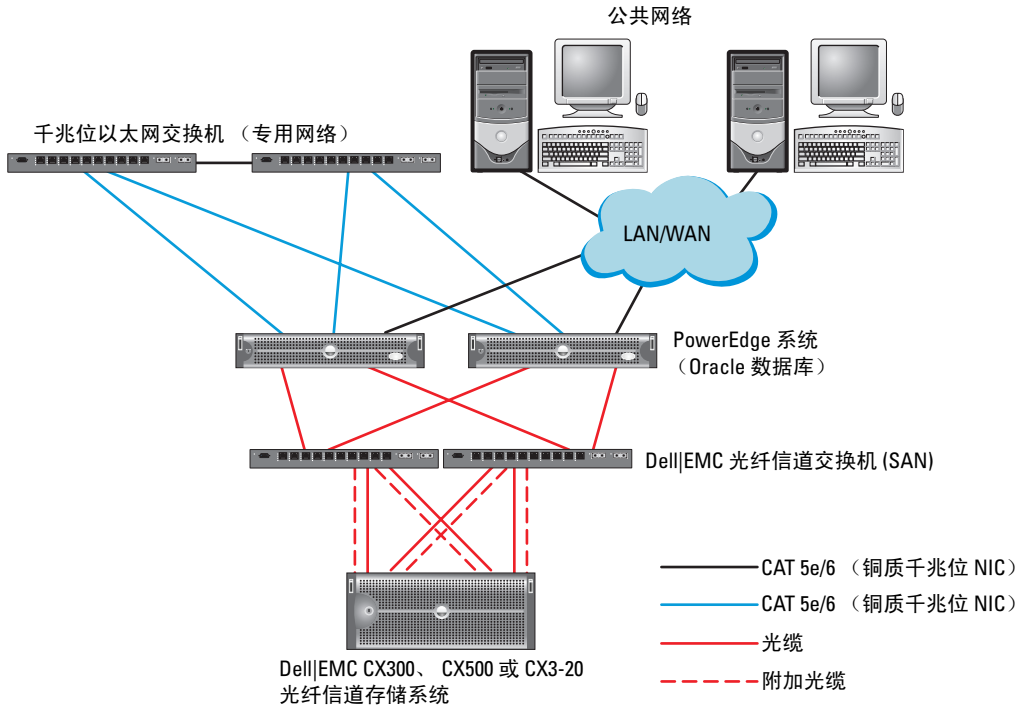 公共网络
千兆位以太网交换机 （专用网络）
LAN/WAN
PowerEdge 系统
（Oracle 数据库）
Dell|EMC 光纤信道交换机 (SAN)
CAT 5e/6 （铜质千兆位 NIC）
CAT 5e/6 （铜质千兆位 NIC）
光缆
附加光缆
Dell|EMC CX300、 CX500 或 CX3-20
光纤信道存储系统